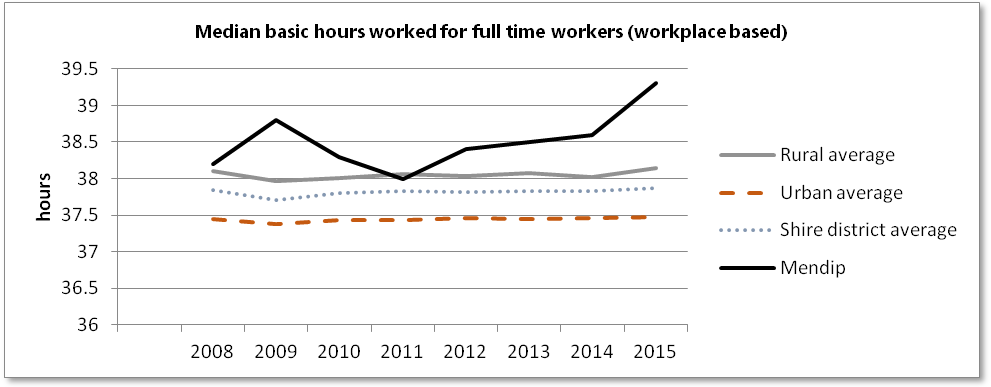 Median basic hours worked for full time workers (workplace based)
hours
39.5
39
38.5
38
37.5
37
36.5
36
2008 2009 2010 2011 2012 2013 2014 2015
Rural average
Urban average
Shire district average
Mendip